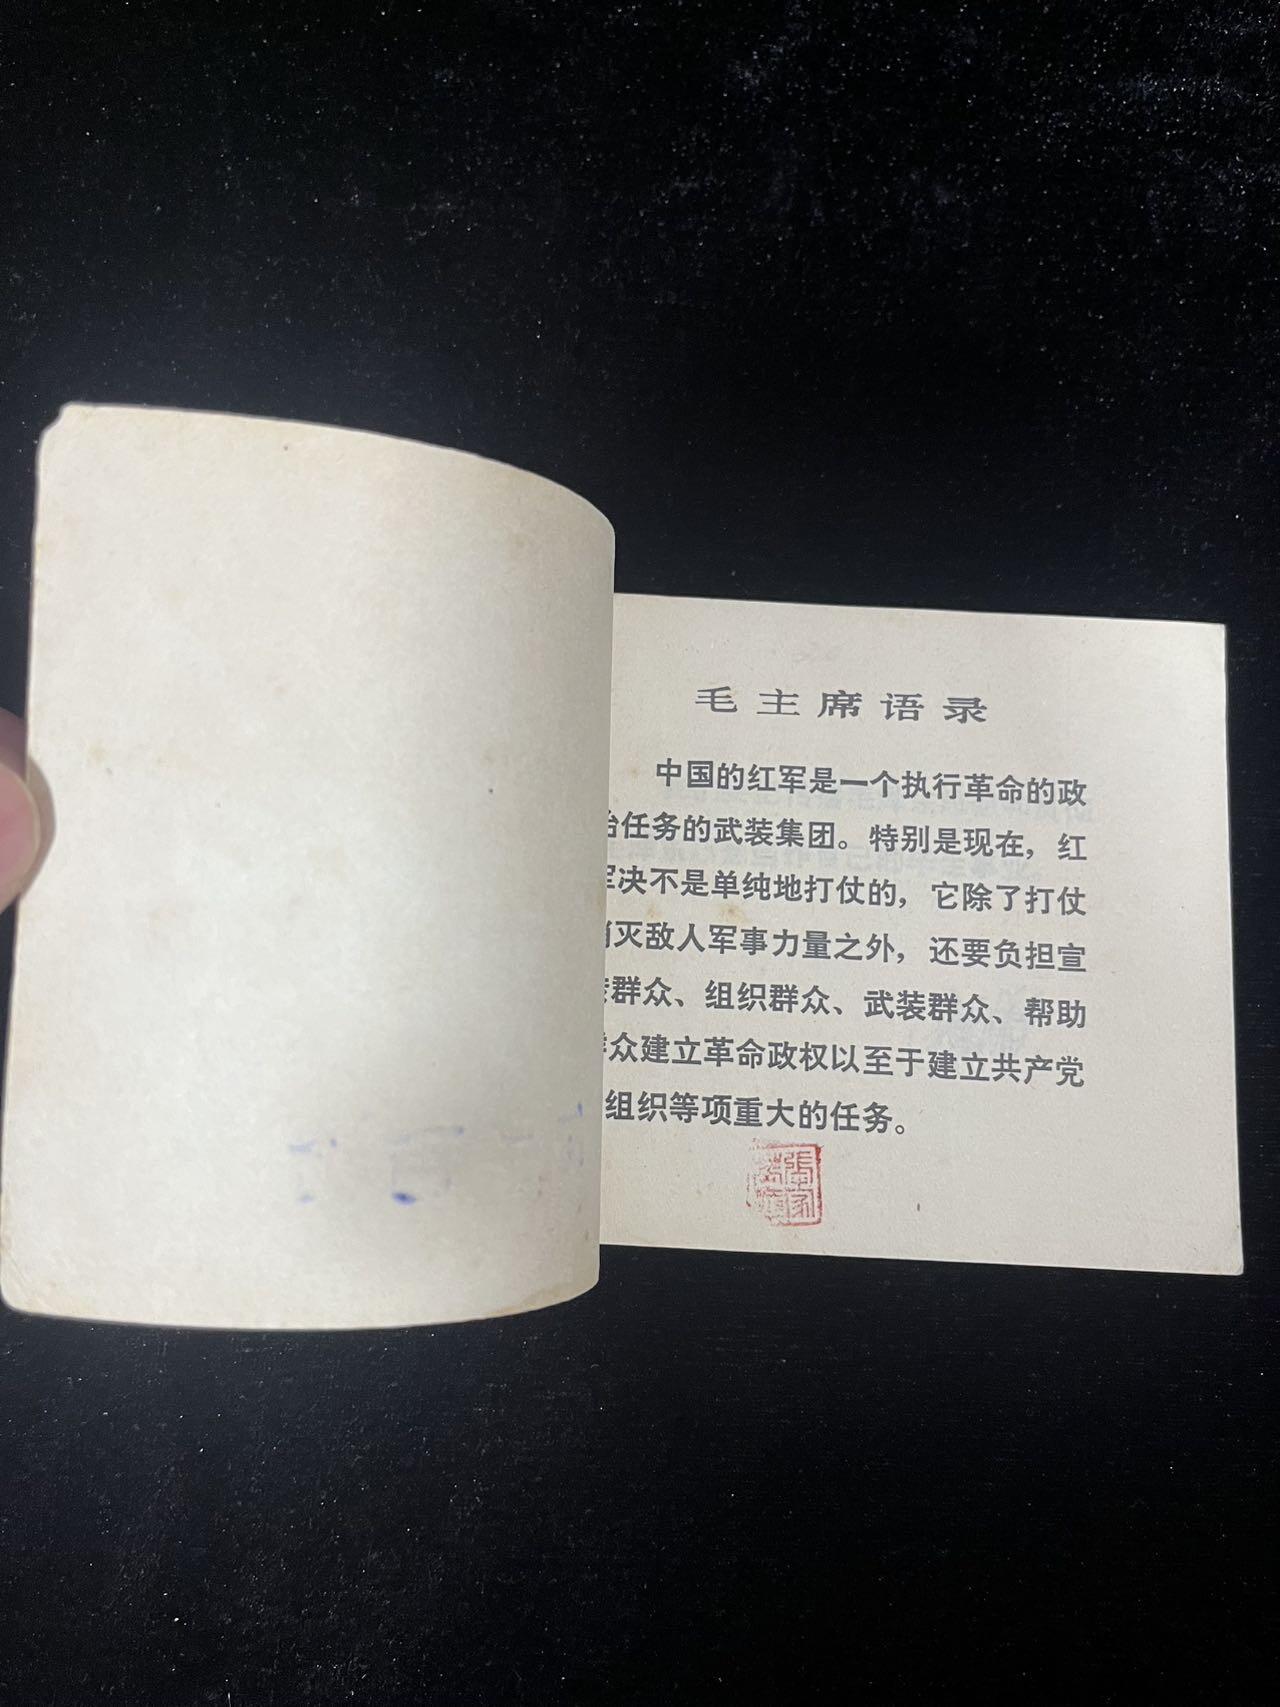 毛主席语录
中国的红军是一个执行革命的政
治任务的武装集团。特别是现在，红
军决不是单纯地打仗的，它除了打仗
消灭敌人军事力量之外，还要负担宣
传群众、组织群众、武装群众、帮助
群众建立革命政权以至于建立共产党
组织等项重大的任务。